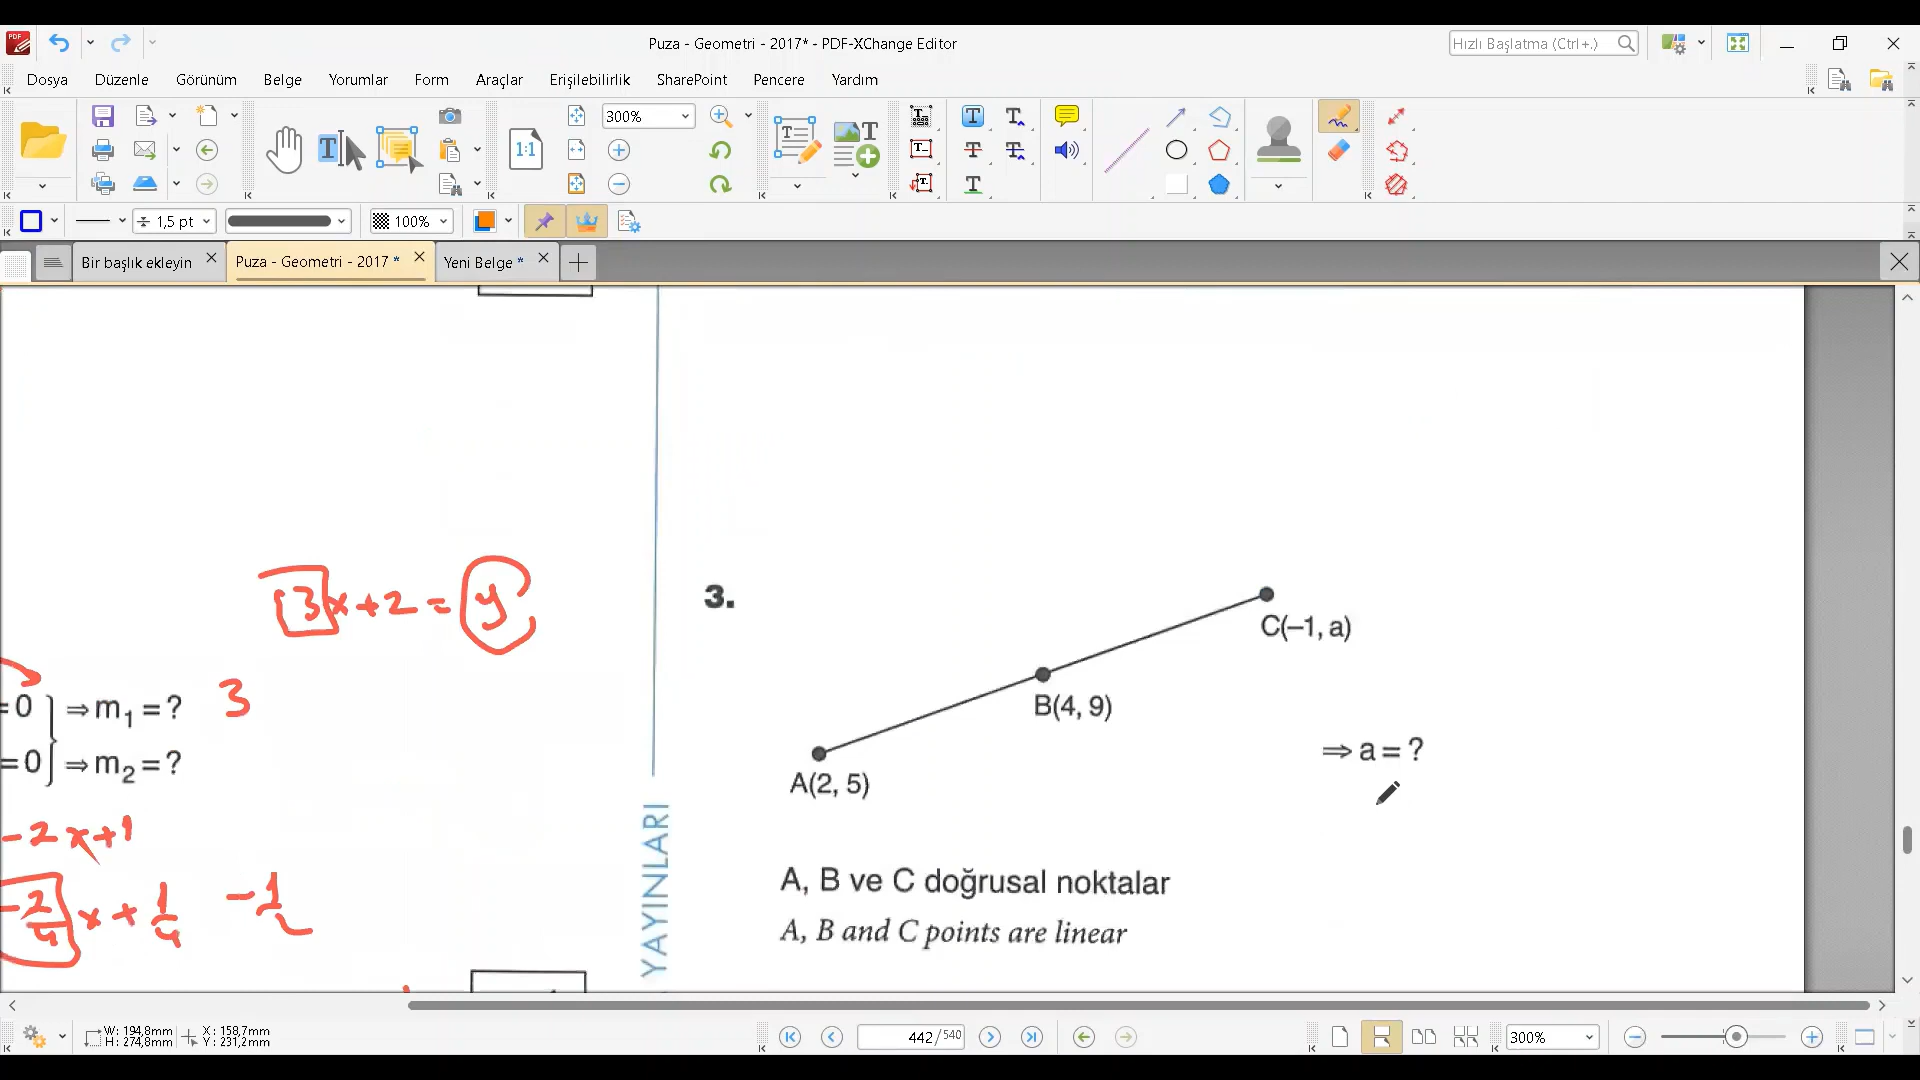 Puza - Geometri - 2017* - PDF-XChange Editor
Hızlı Başlatma (Ctrl+.)
Dosya Düzenle Görünüm Belge Yorumlar Form Araçlar Erişilebilirlik SharePoint Pencere Yardım
300%
1:1
1,5 pt
100%
Bir başlık ekleyin
Puza - Geometri - 2017 *
Yeni Belge *
3x+2=y
=0 ⇒ m1 = ? 3
=0 ⇒ m2 = ?
-2x+1
-2/4 x + 1/4
-1/2
YAYINLARI
3.
C(–1, a)
B(4, 9)
⇒ a = ?
A(2, 5)
A, B ve C doğrusal noktalar
A, B and C points are linear
W: 194,8mm
H: 274,8mm
X: 158,7mm
Y: 231,2mm
442/540
300%